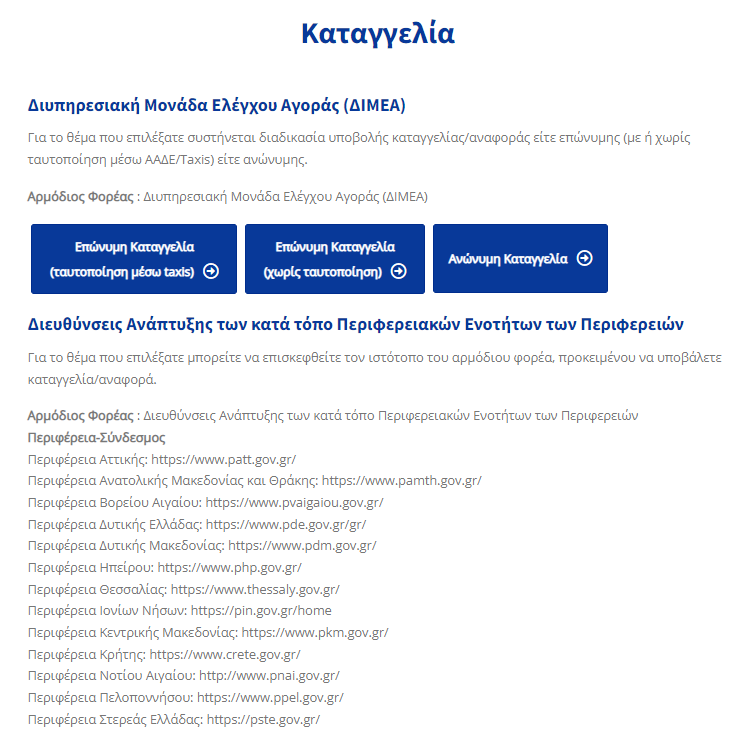 Καταγγελία
Διυπηρεσιακή Μονάδα Ελέγχου Αγοράς (ΔΙΜΕΑ)
Για το θέμα που επιλέξατε συστήνεται διαδικασία υποβολής καταγγελίας/αναφοράς είτε επώνυμης (με ή χωρίς
ταυτοποίηση μέσω ΑΑΔΕ/Taxis) είτε ανώνυμης.
Αρμόδιος Φορέας : Διυπηρεσιακή Μονάδα Ελέγχου Αγοράς (ΔΙΜΕΑ)
Επώνυμη Καταγγελία
(ταυτοποίηση μέσω taxis)
Επώνυμη Καταγγελία
(χωρίς ταυτοποίηση)
Ανώνυμη Καταγγελία
Διευθύνσεις Ανάπτυξης των κατά τόπο Περιφερειακών Ενοτήτων των Περιφερειών
Για το θέμα που επιλέξατε μπορείτε να επισκεφθείτε τον ιστότοπο του αρμόδιου φορέα, προκειμένου να υποβάλετε
καταγγελία/αναφορά.
Αρμόδιος Φορέας : Διευθύνσεις Ανάπτυξης των κατά τόπο Περιφερειακών Ενοτήτων των Περιφερειών
Περιφέρεια-Σύνδεσμος
Περιφέρεια Αττικής: https://www.patt.gov.gr/
Περιφέρεια Ανατολικής Μακεδονίας και Θράκης: https://www.pamth.gov.gr/
Περιφέρεια Βορείου Αιγαίου: https://www.pvaigaiou.gov.gr/
Περιφέρεια Δυτικής Ελλάδας: https://www.pde.gov.gr/gr/
Περιφέρεια Δυτικής Μακεδονίας: https://www.pdm.gov.gr/
Περιφέρεια Ηπείρου: https://www.php.gov.gr/
Περιφέρεια Θεσσαλίας: https://www.thessaly.gov.gr/
Περιφέρεια Ιονίων Νήσων: https://pin.gov.gr/home
Περιφέρεια Κεντρικής Μακεδονίας: https://www.pkm.gov.gr/
Περιφέρεια Κρήτης: https://www.crete.gov.gr/
Περιφέρεια Νοτίου Αιγαίου: http://www.pnai.gov.gr/
Περιφέρεια Πελοποννήσου: https://www.ppel.gov.gr/
Περιφέρεια Στερεάς Ελλάδας: https://pste.gov.gr/